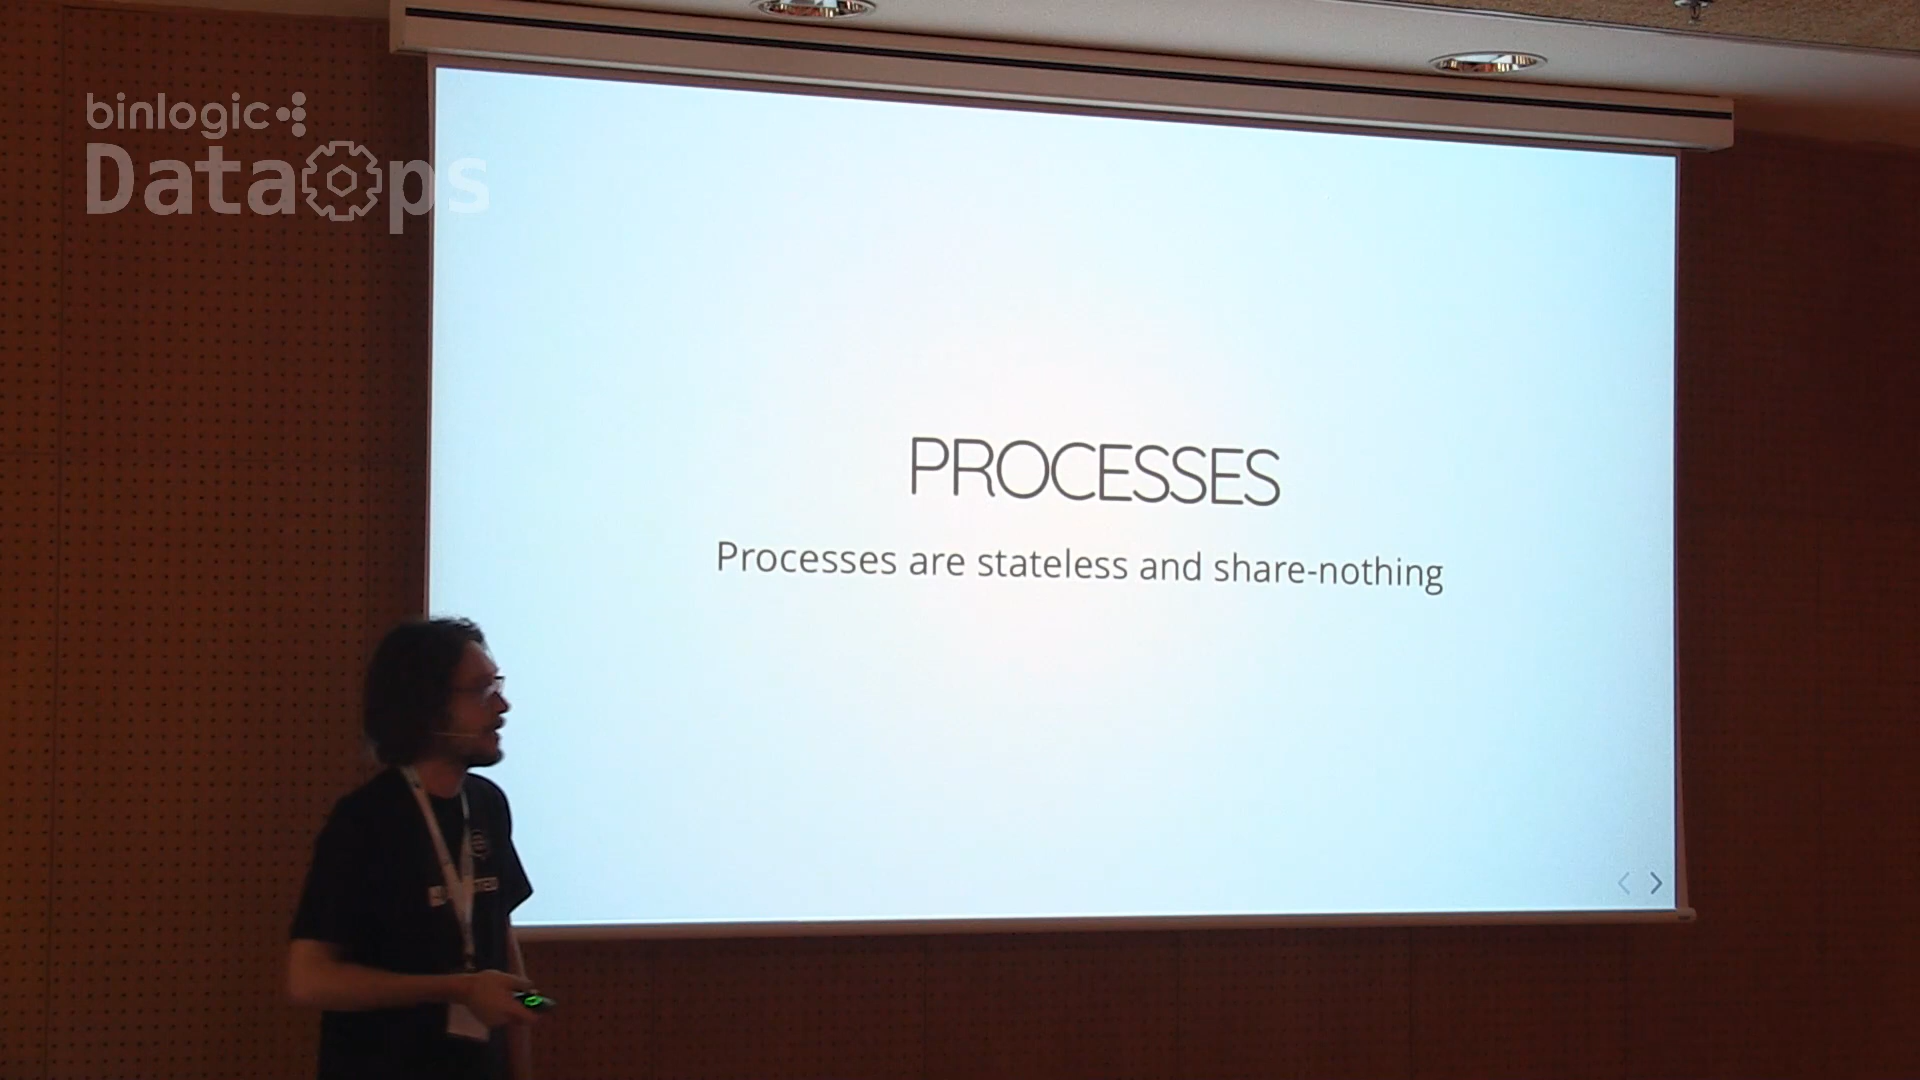 binlogic
DataOps
PROCESSES
Processes are stateless and share-nothing